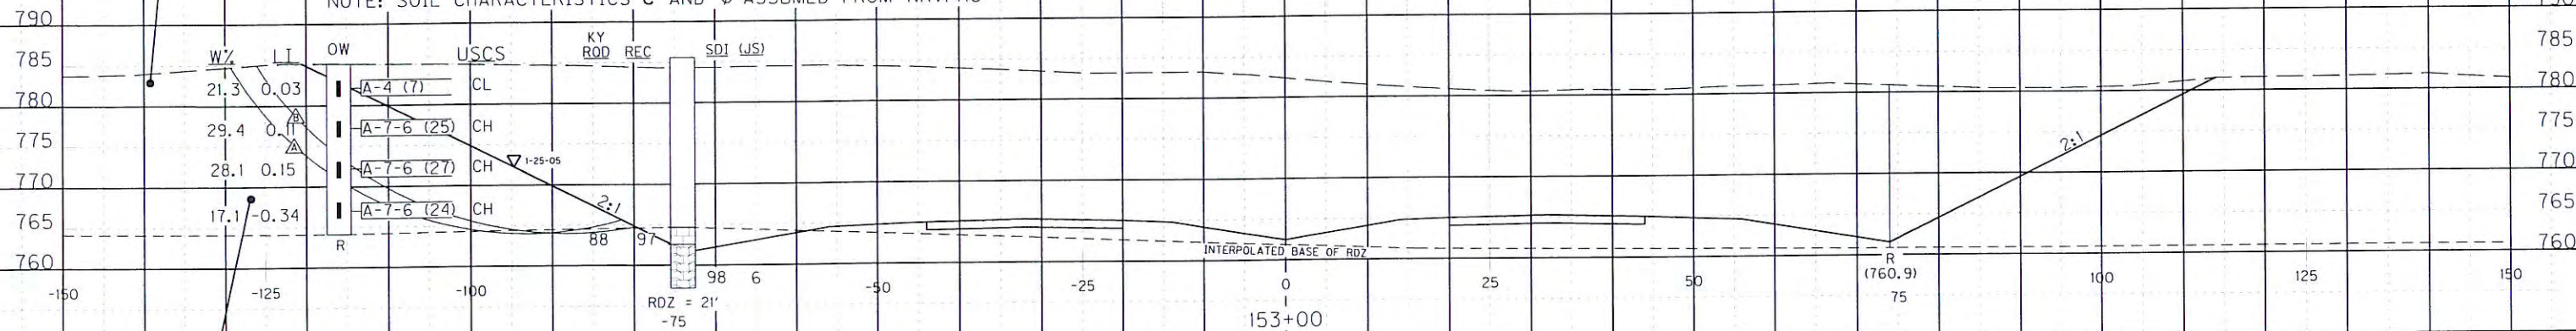 NOTE: SOIL CHARACTERISTICS C AND Φ ASSUMED FROM NAVFAC
790
785 W% LI OW USCS KY RQD REC SDI (JS) 785
21.3 0.03 A-4 (7) CL
780 780
B
29.4 0.11 A-7-6 (25) CH
775 A 775
1-25-05
28.1 0.15 A-7-6 (27) CH
2:1
770 770
2:1
17.1 -0.34 A-7-6 (24) CH
765 765
R 88 97
760 INTERPOLATED BASE OF RDZ 760
R
(760.9)
98 6
-150 -125 -100 -75 -50 -25 0 25 50 75 100 125 150
RDZ = 21'
153+00